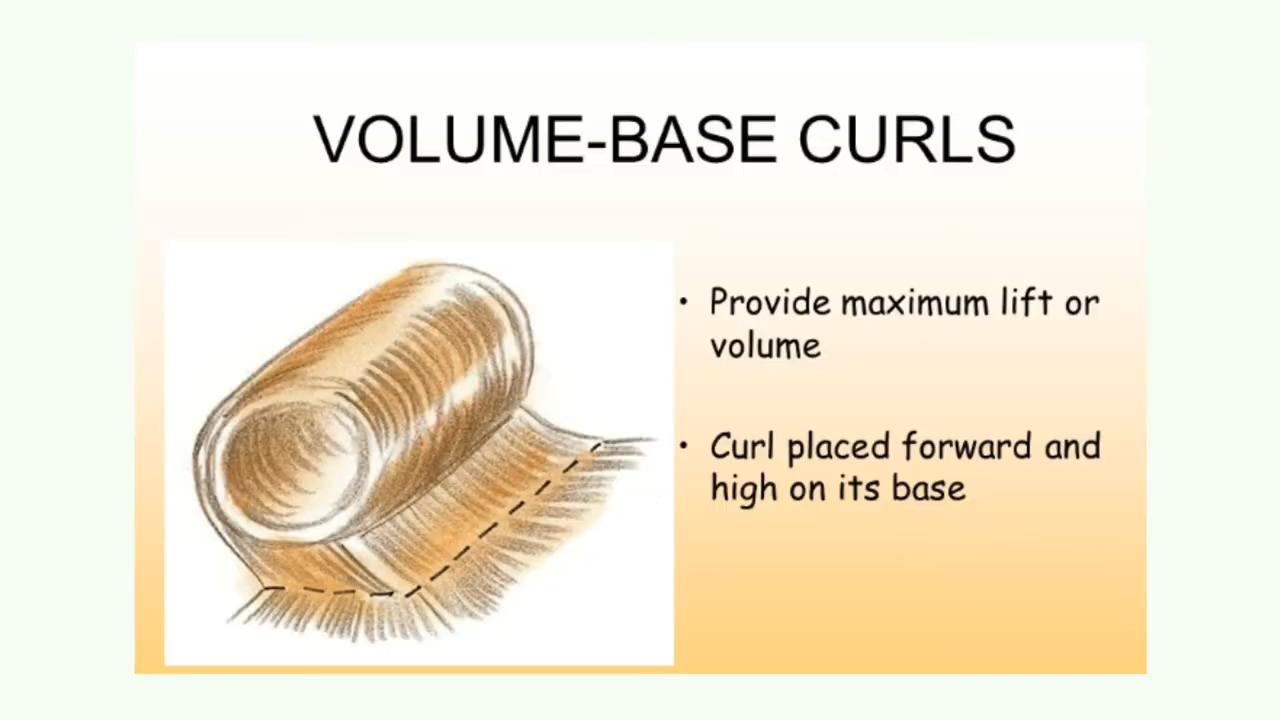 VOLUME-BASE CURLS
• Provide maximum lift or
volume
• Curl placed forward and
high on its base